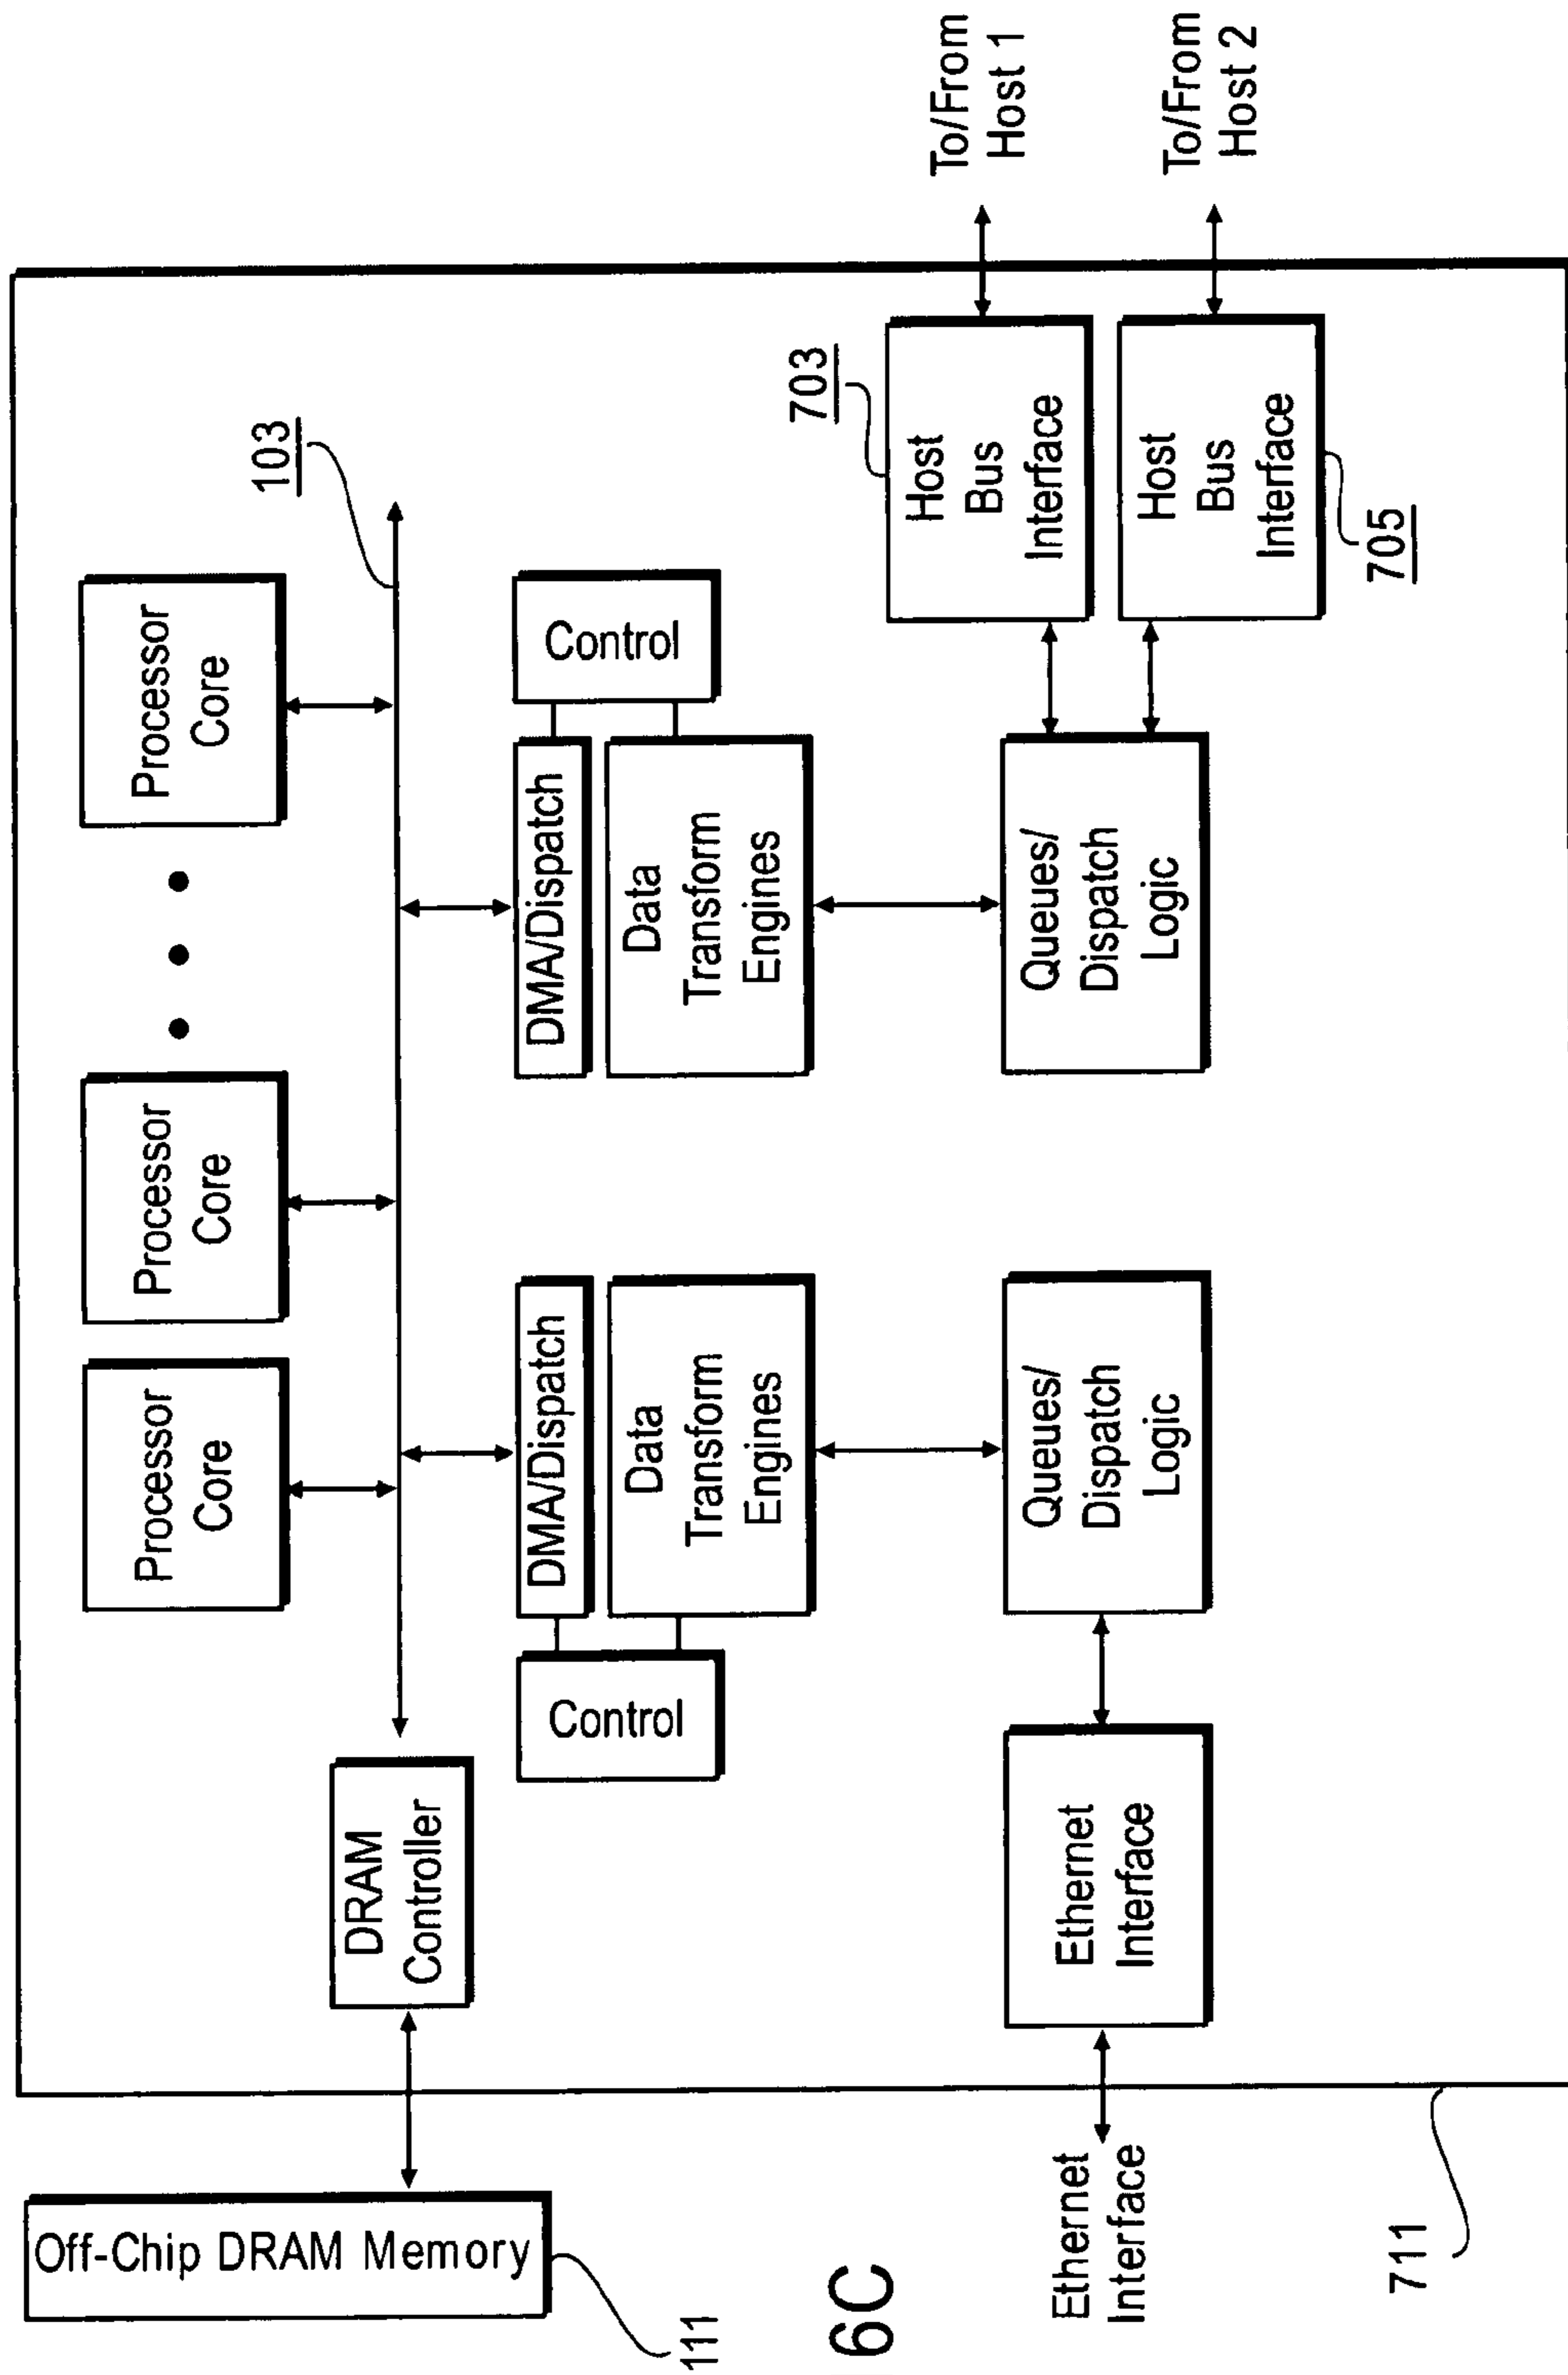 Off-Chip DRAM Memory
111
DRAM
Controller
Processor
Core
Processor
Core
Processor
Core
103
Control
DMA/Dispatch
Data
Transform
Engines
DMA/Dispatch
Data
Transform
Engines
Control
Ethernet
Interface
Ethernet
Interface
Queues/
Dispatch
Logic
Queues/
Dispatch
Logic
703
Host
Bus
Interface
To/From
Host 1
Host
Bus
Interface
705
To/From
Host 2
711
6C